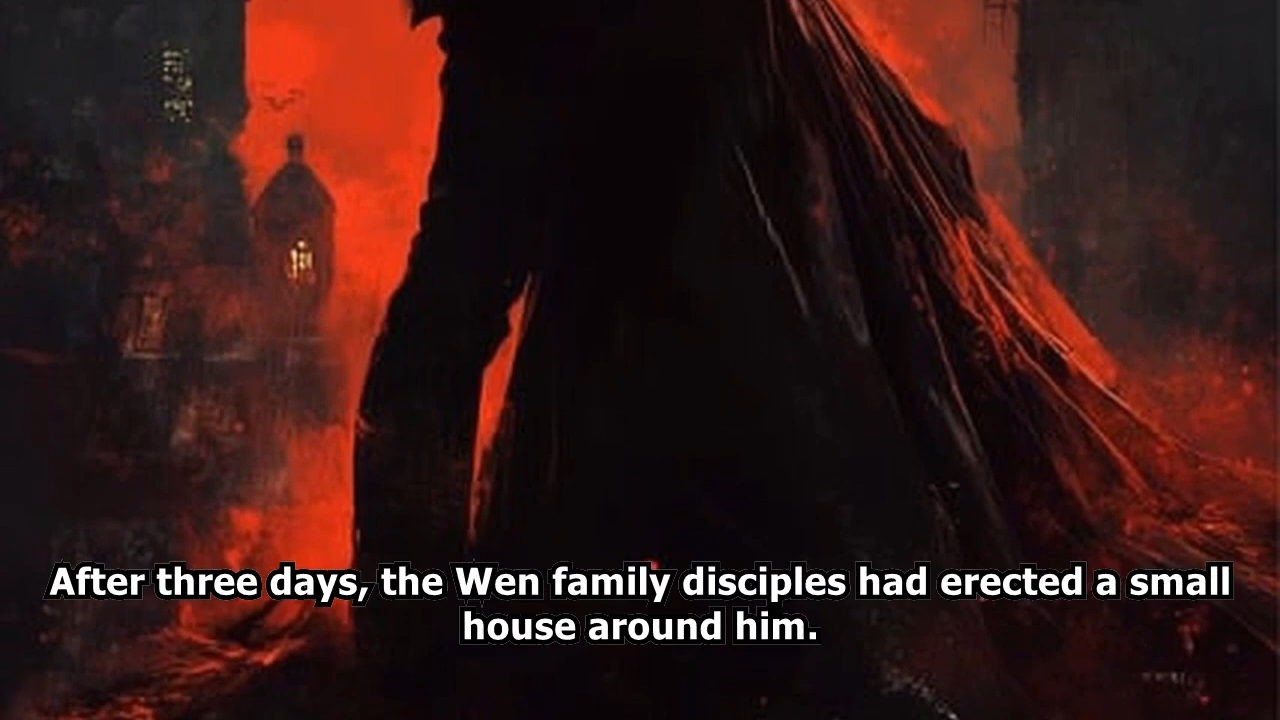 After three days, the Wen family disciples had erected a small
house around him.